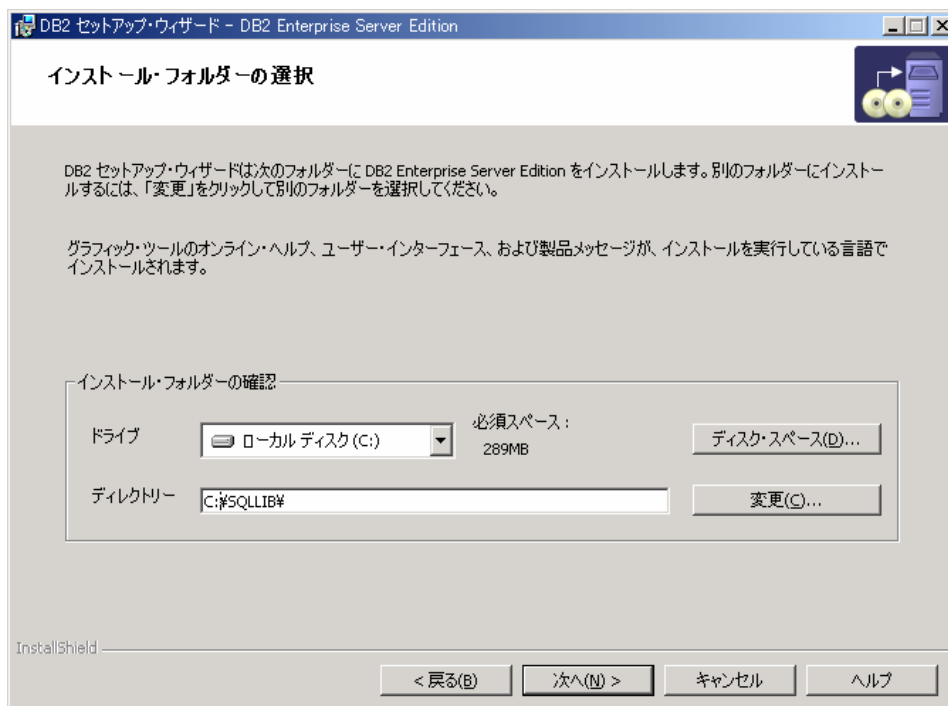 DB2 セットアップ・ウィザード - DB2 Enterprise Server Edition
インストール・フォルダーの選択
DB2 セットアップ・ウィザードは次のフォルダーに DB2 Enterprise Server Edition をインストールします。別のフォルダーにインストー
ルするには、「変更」をクリックして別のフォルダーを選択してください。
グラフィック・ツールのオンライン・ヘルプ、ユーザー・インターフェース、および製品メッセージが、インストールを実行している言語で
インストールされます。
インストール・フォルダーの確認
ドライブ
ローカル ディスク (C:)
必須スペース :
289MB
ディスク・スペース(D)...
ディレクトリー
C:¥SQLLIB¥
変更(C)...
InstallShield
< 戻る(B)
次へ(N) >
キャンセル
ヘルプ